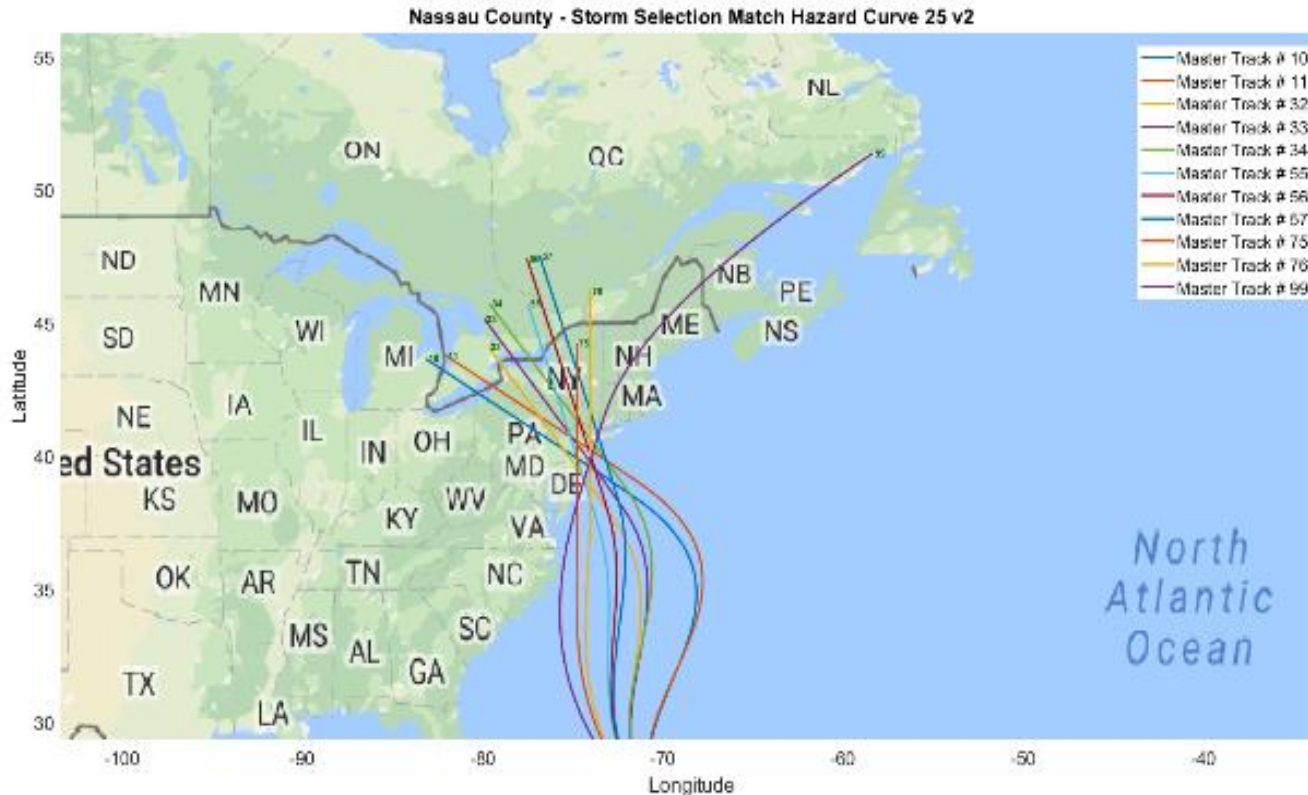 Nassau County - Storm Selection Match Hazard Curve 25 v2
Master Track # 10
Master Track # 11
Master Track # 32
Master Track # 33
Master Track # 34
Master Track # 55
Master Track # 56
Master Track # 57
Master Track # 75
Master Track # 76
Master Track # 99
55
50
45
40
35
30
Latitude
NL
ON
QC
99
ND
MN
NB
PE
SD
WI
MI
ME
NS
NH
NE
IA
NY
MA
IL
IN
OH
PA
ed States
MD
DE
KS
MO
WV
KY
VA
OK
AR
TN
NC
North
Atlantic
Ocean
MS
AL
SC
GA
TX
LA
-100
-90
-80
-70
-60
-50
-40
Longitude